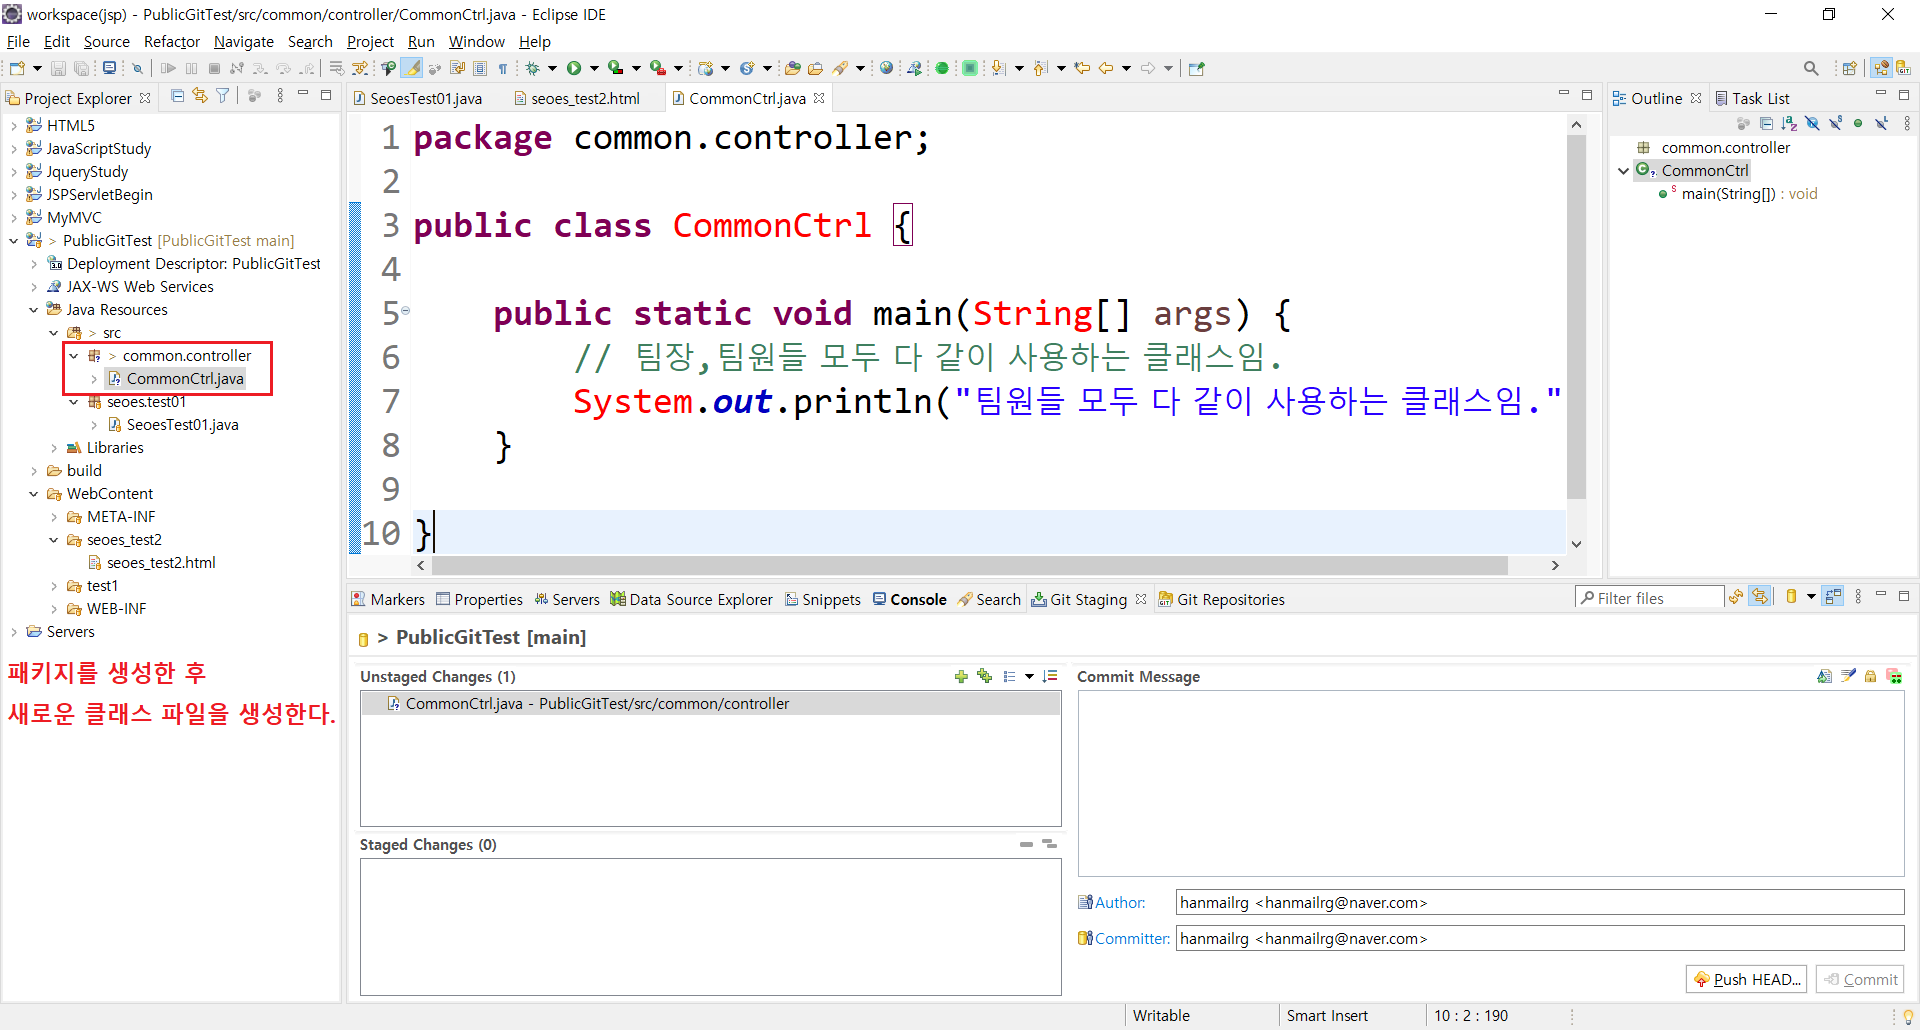 workspace(jsp) - PublicGitTest/src/common/controller/CommonCtrl.java - Eclipse IDE
File Edit Source Refactor Navigate Search Project Run Window Help
Project Explorer
HTML5
JavaScriptStudy
JqueryStudy
JSPServletBegin
MyMVC
> PublicGitTest [PublicGitTest main]
Deployment Descriptor: PublicGitTest
JAX-WS Web Services
Java Resources
> src
> common.controller
CommonCtrl.java
seoes.test01
SeoesTest01.java
Libraries
build
WebContent
META-INF
seoes_test2
seoes_test2.html
test1
WEB-INF
Servers
패키지를 생성한 후
새로운 클래스 파일을 생성한다.
SeoesTest01.java seoes_test2.html CommonCtrl.java
1 package common.controller;
2
3 public class CommonCtrl {
4
5 public static void main(String[] args) {
6 // 팀장,팀원들 모두 다 같이 사용하는 클래스임.
7 System.out.println("팀원들 모두 다 같이 사용하는 클래스임."
8 }
9
10 }
Outline Task List
common.controller
CommonCtrl
main(String[]) : void
Markers Properties Servers Data Source Explorer Snippets Console Search Git Staging Git Repositories
Filter files
> PublicGitTest [main]
Unstaged Changes (1)
CommonCtrl.java - PublicGitTest/src/common/controller
Staged Changes (0)
Commit Message
Author: hanmailrg <hanmailrg@naver.com>
Committer: hanmailrg <hanmailrg@naver.com>
Push HEAD... Commit
Writable Smart Insert 10 : 2 : 190